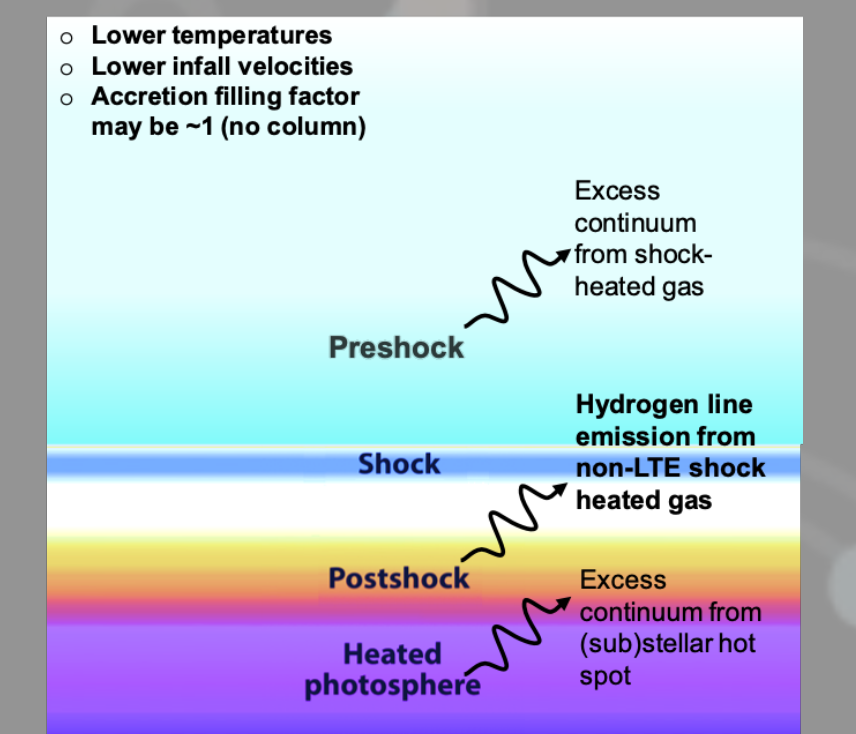 ○ Lower temperatures
○ Lower infall velocities
○ Accretion filling factor
may be ~1 (no column)
Excess
continuum
from shock-
heated gas
Preshock
Hydrogen line
emission from
non-LTE shock
heated gas
Shock
Postshock
Excess
continuum from
(sub)stellar hot
spot
Heated
photosphere